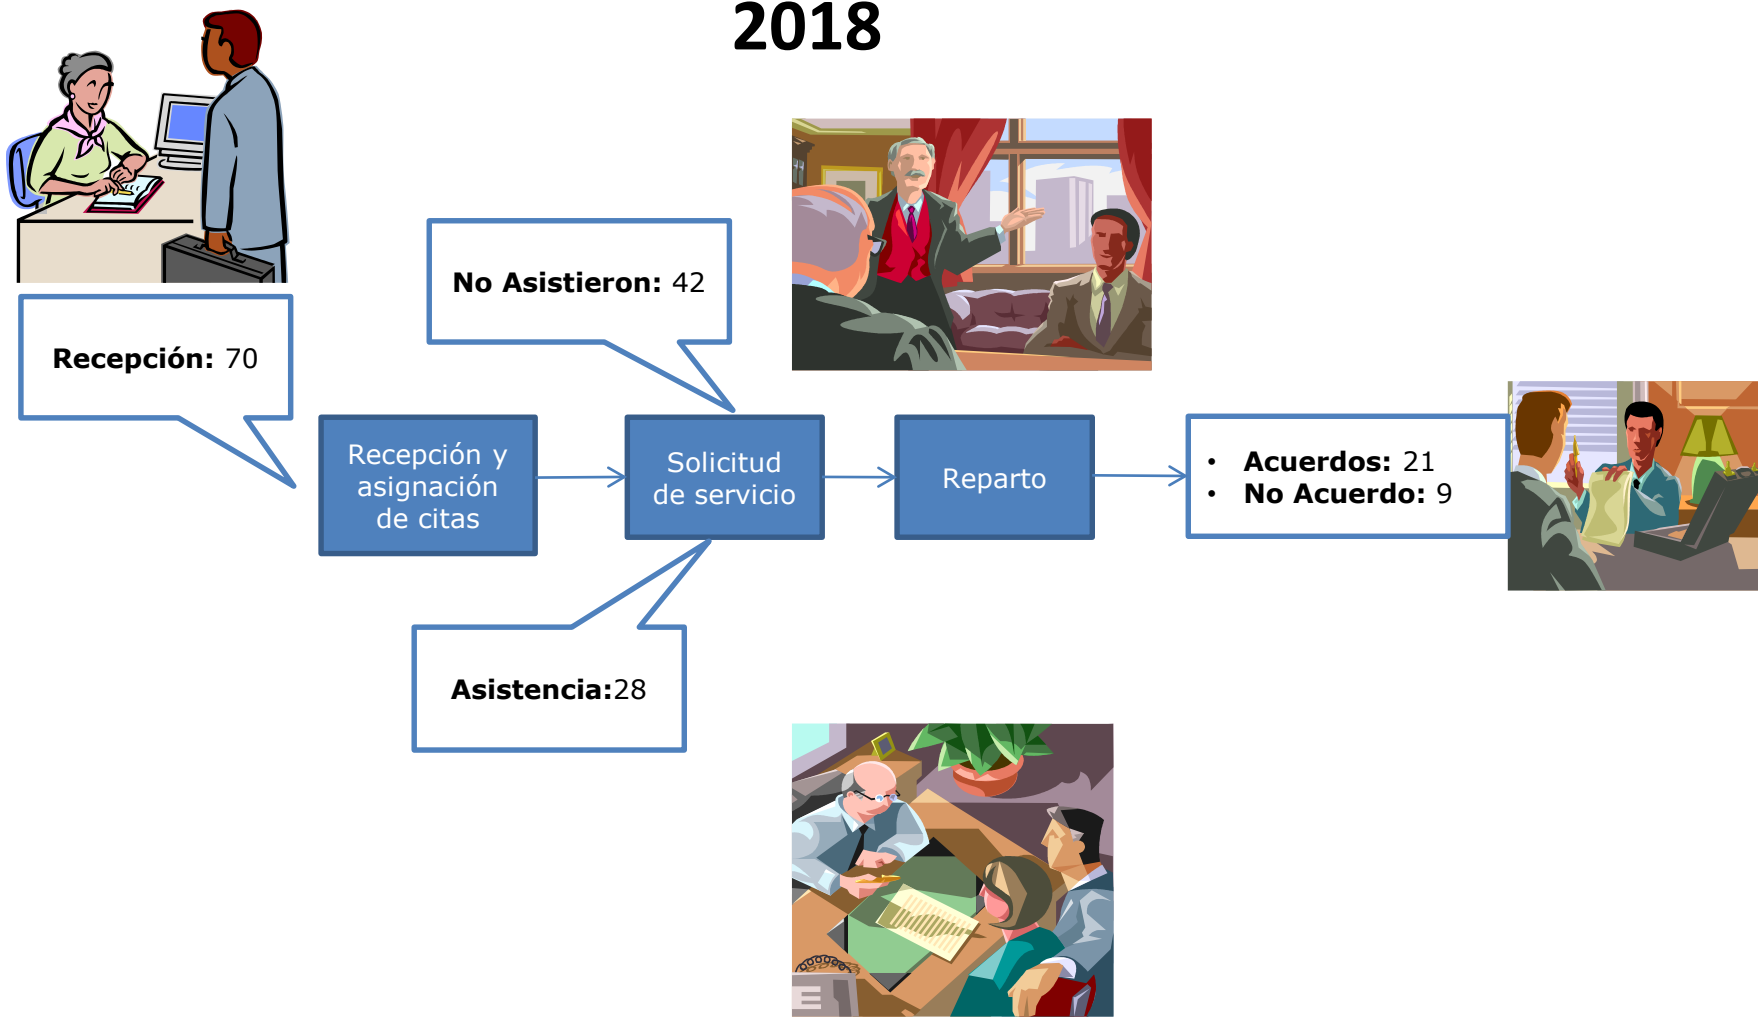 2018
No Asistieron: 42
Recepción: 70
Recepción y
asignación
de citas
Solicitud
de servicio
Reparto
• Acuerdos: 21
• No Acuerdo: 9
Asistencia:28
E